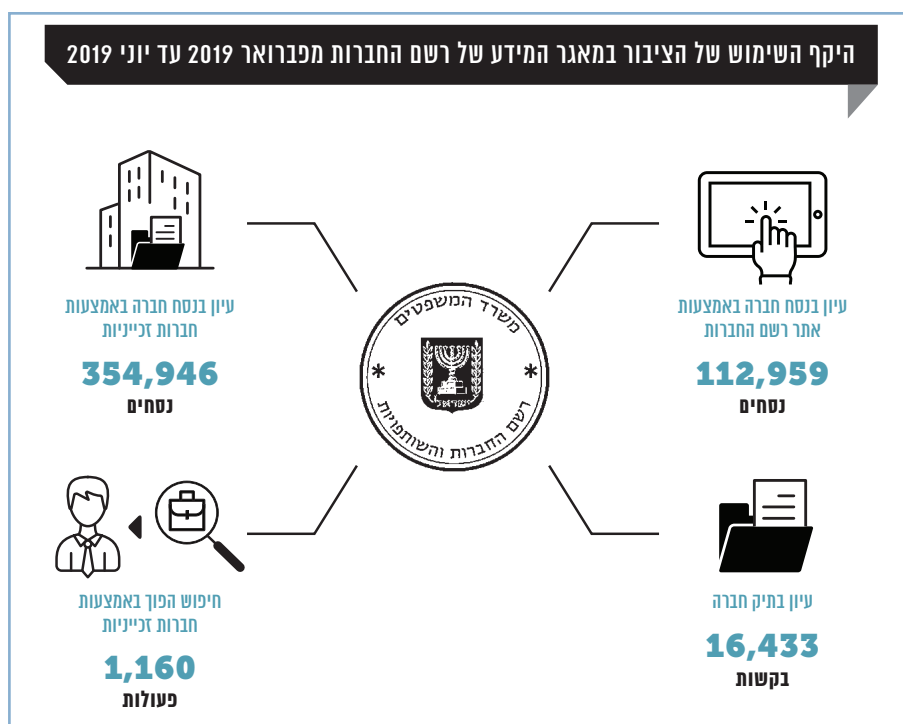 היקף השימוש של הציבור במאגר המידע של רשם החברות מפברואר 2019 עד יוני 2019
עיון בנסח חברה באמצעות
אתר רשם החברות
112,959
נסחים
עיון בנסח חברה באמצעות
חברות זכייניות
354,946
נסחים
משרד המשפטים
* *
ישראל
רשם החברות והשותפויות
עיון בתיק חברה
16,433
בקשות
חיפוש הפוך באמצעות
חברות זכייניות
1,160
פעולות